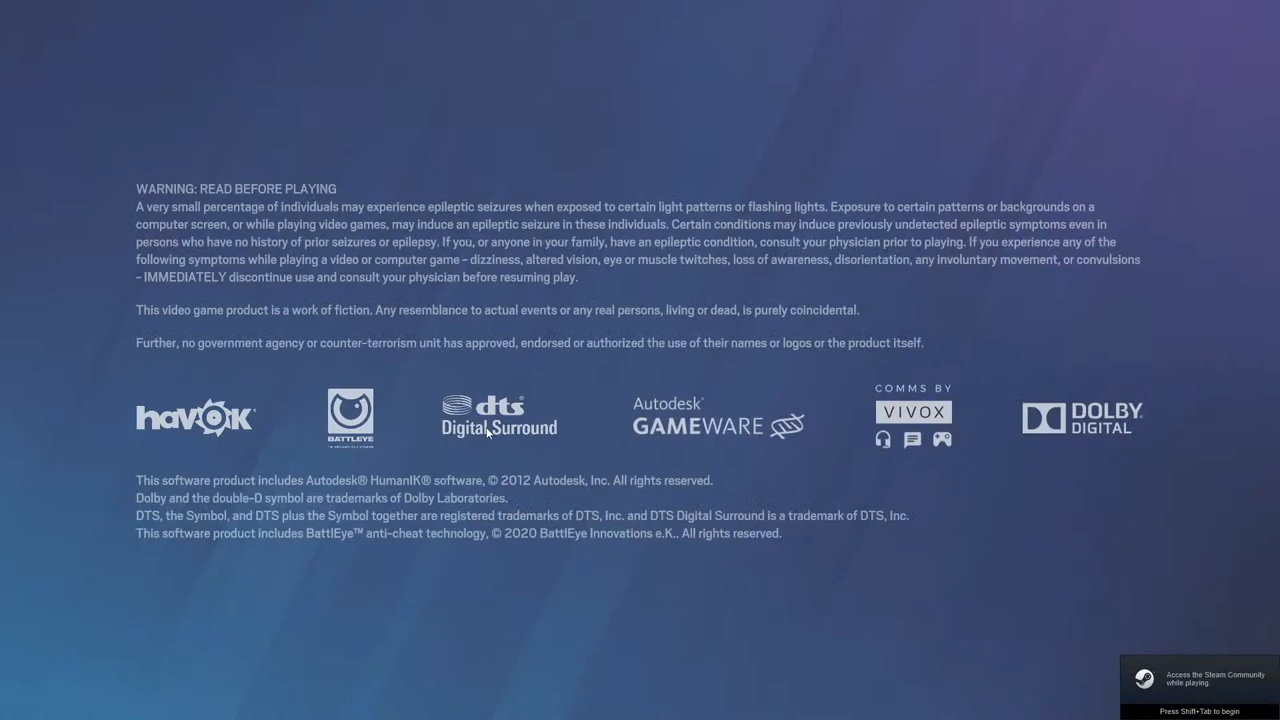 WARNING: READ BEFORE PLAYING
A very small percentage of individuals may experience epileptic seizures when exposed to certain light patterns or flashing lights. Exposure to certain patterns or backgrounds on a
computer screen, or while playing video games, may induce an epileptic seizure in these individuals. Certain conditions may induce previously undetected epileptic symptoms even in
persons who have no history of prior seizures or epilepsy. If you, or anyone in your family, have an epileptic condition, consult your physician prior to playing. If you experience any of the
following symptoms while playing a video or computer game - dizziness, altered vision, eye or muscle twitches, loss of awareness, disorientation, any involuntary movement, or convulsions
- IMMEDIATELY discontinue use and consult your physician before resuming play.
This video game product is a work of fiction. Any resemblance to actual events or any real persons, living or dead, is purely coincidental.
Further, no government agency or counter-terrorism unit has approved, endorsed or authorized the use of their names or logos or the product itself.
havok
BATTLEYE
dts
Digital Surround
Autodesk®
GAMEWARE
COMMS BY
VIVOX
DOLBY
DIGITAL
This software product includes Autodesk® HumanIK® software, © 2012 Autodesk, Inc. All rights reserved.
Dolby and the double-D symbol are trademarks of Dolby Laboratories.
DTS, the Symbol, and DTS plus the Symbol together are registered trademarks of DTS, Inc. and DTS Digital Surround is a trademark of DTS, Inc.
This software product includes BattlEye™ anti-cheat technology, © 2020 BattlEye Innovations e.K.. All rights reserved.
Access the Steam Community
while playing.
Press Shift+Tab to begin